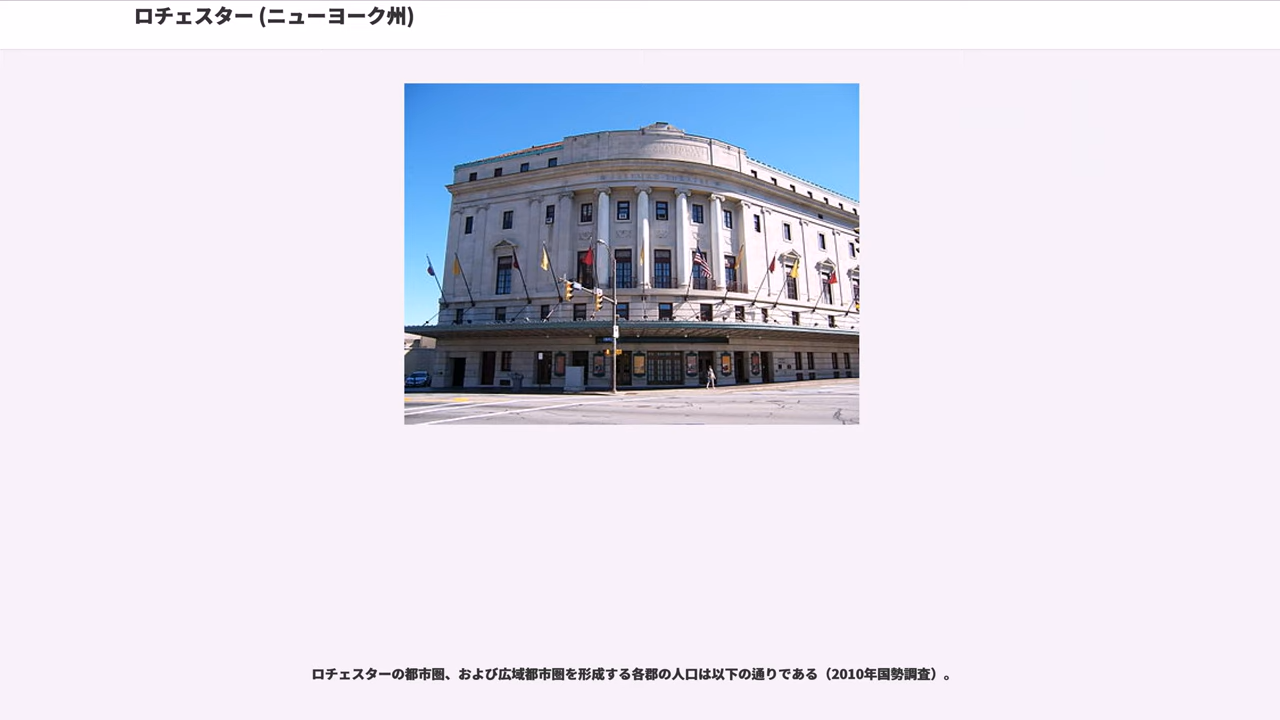 ロチェスター (ニューヨーク州)
ロチェスターの都市圏、および広域都市圏を形成する各郡の人口は以下の通りである（2010年国勢調査）。